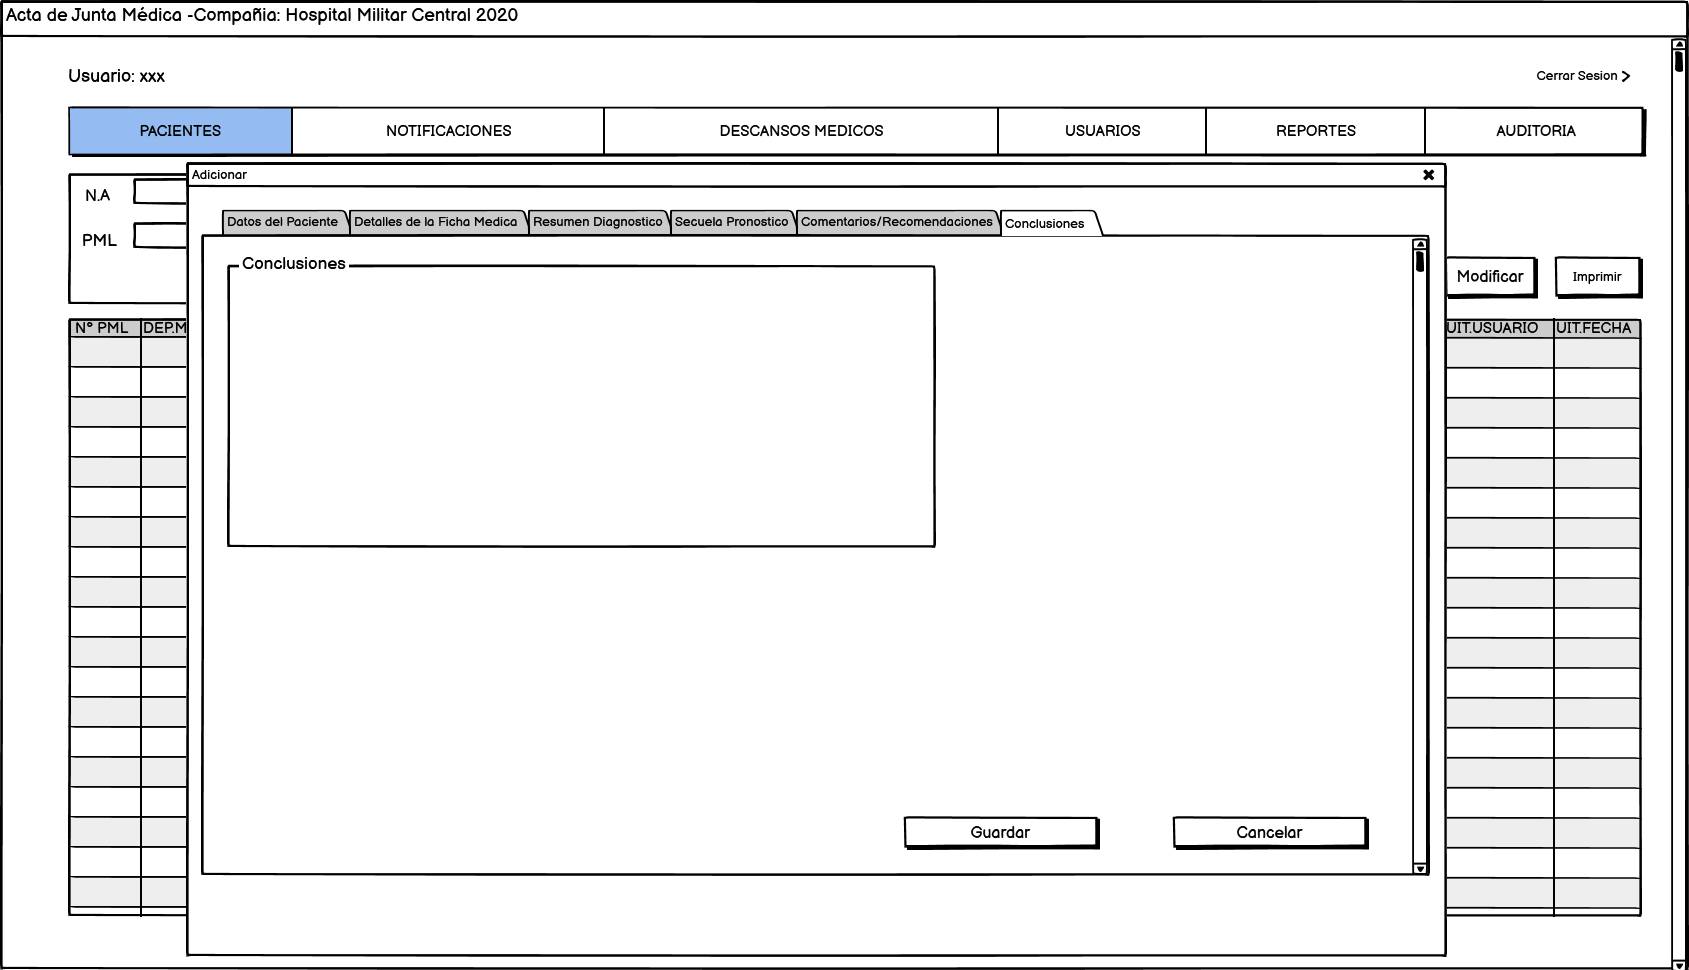 Acta de Junta Médica -Compañia: Hospital Militar Central 2020
Usuario: xxx
Cerrar Sesion
PACIENTES
NOTIFICACIONES
DESCANSOS MEDICOS
USUARIOS
REPORTES
AUDITORIA
Adicionar
N.A
PML
Datos del Paciente
Detalles de la Ficha Medica
Resumen Diagnostico
Secuela Pronostico
Comentarios/Recomendaciones
Conclusiones
Conclusiones
Modificar
Imprimir
N° PML
DEP.M
UIT.USUARIO
UIT.FECHA
Guardar
Cancelar